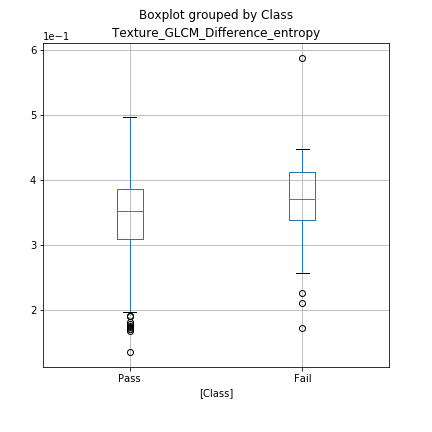 Boxplot grouped by Class
Texture_GLCM_Difference_entropy
1e−1
6
5
4
3
2
Pass Fail
[Class]